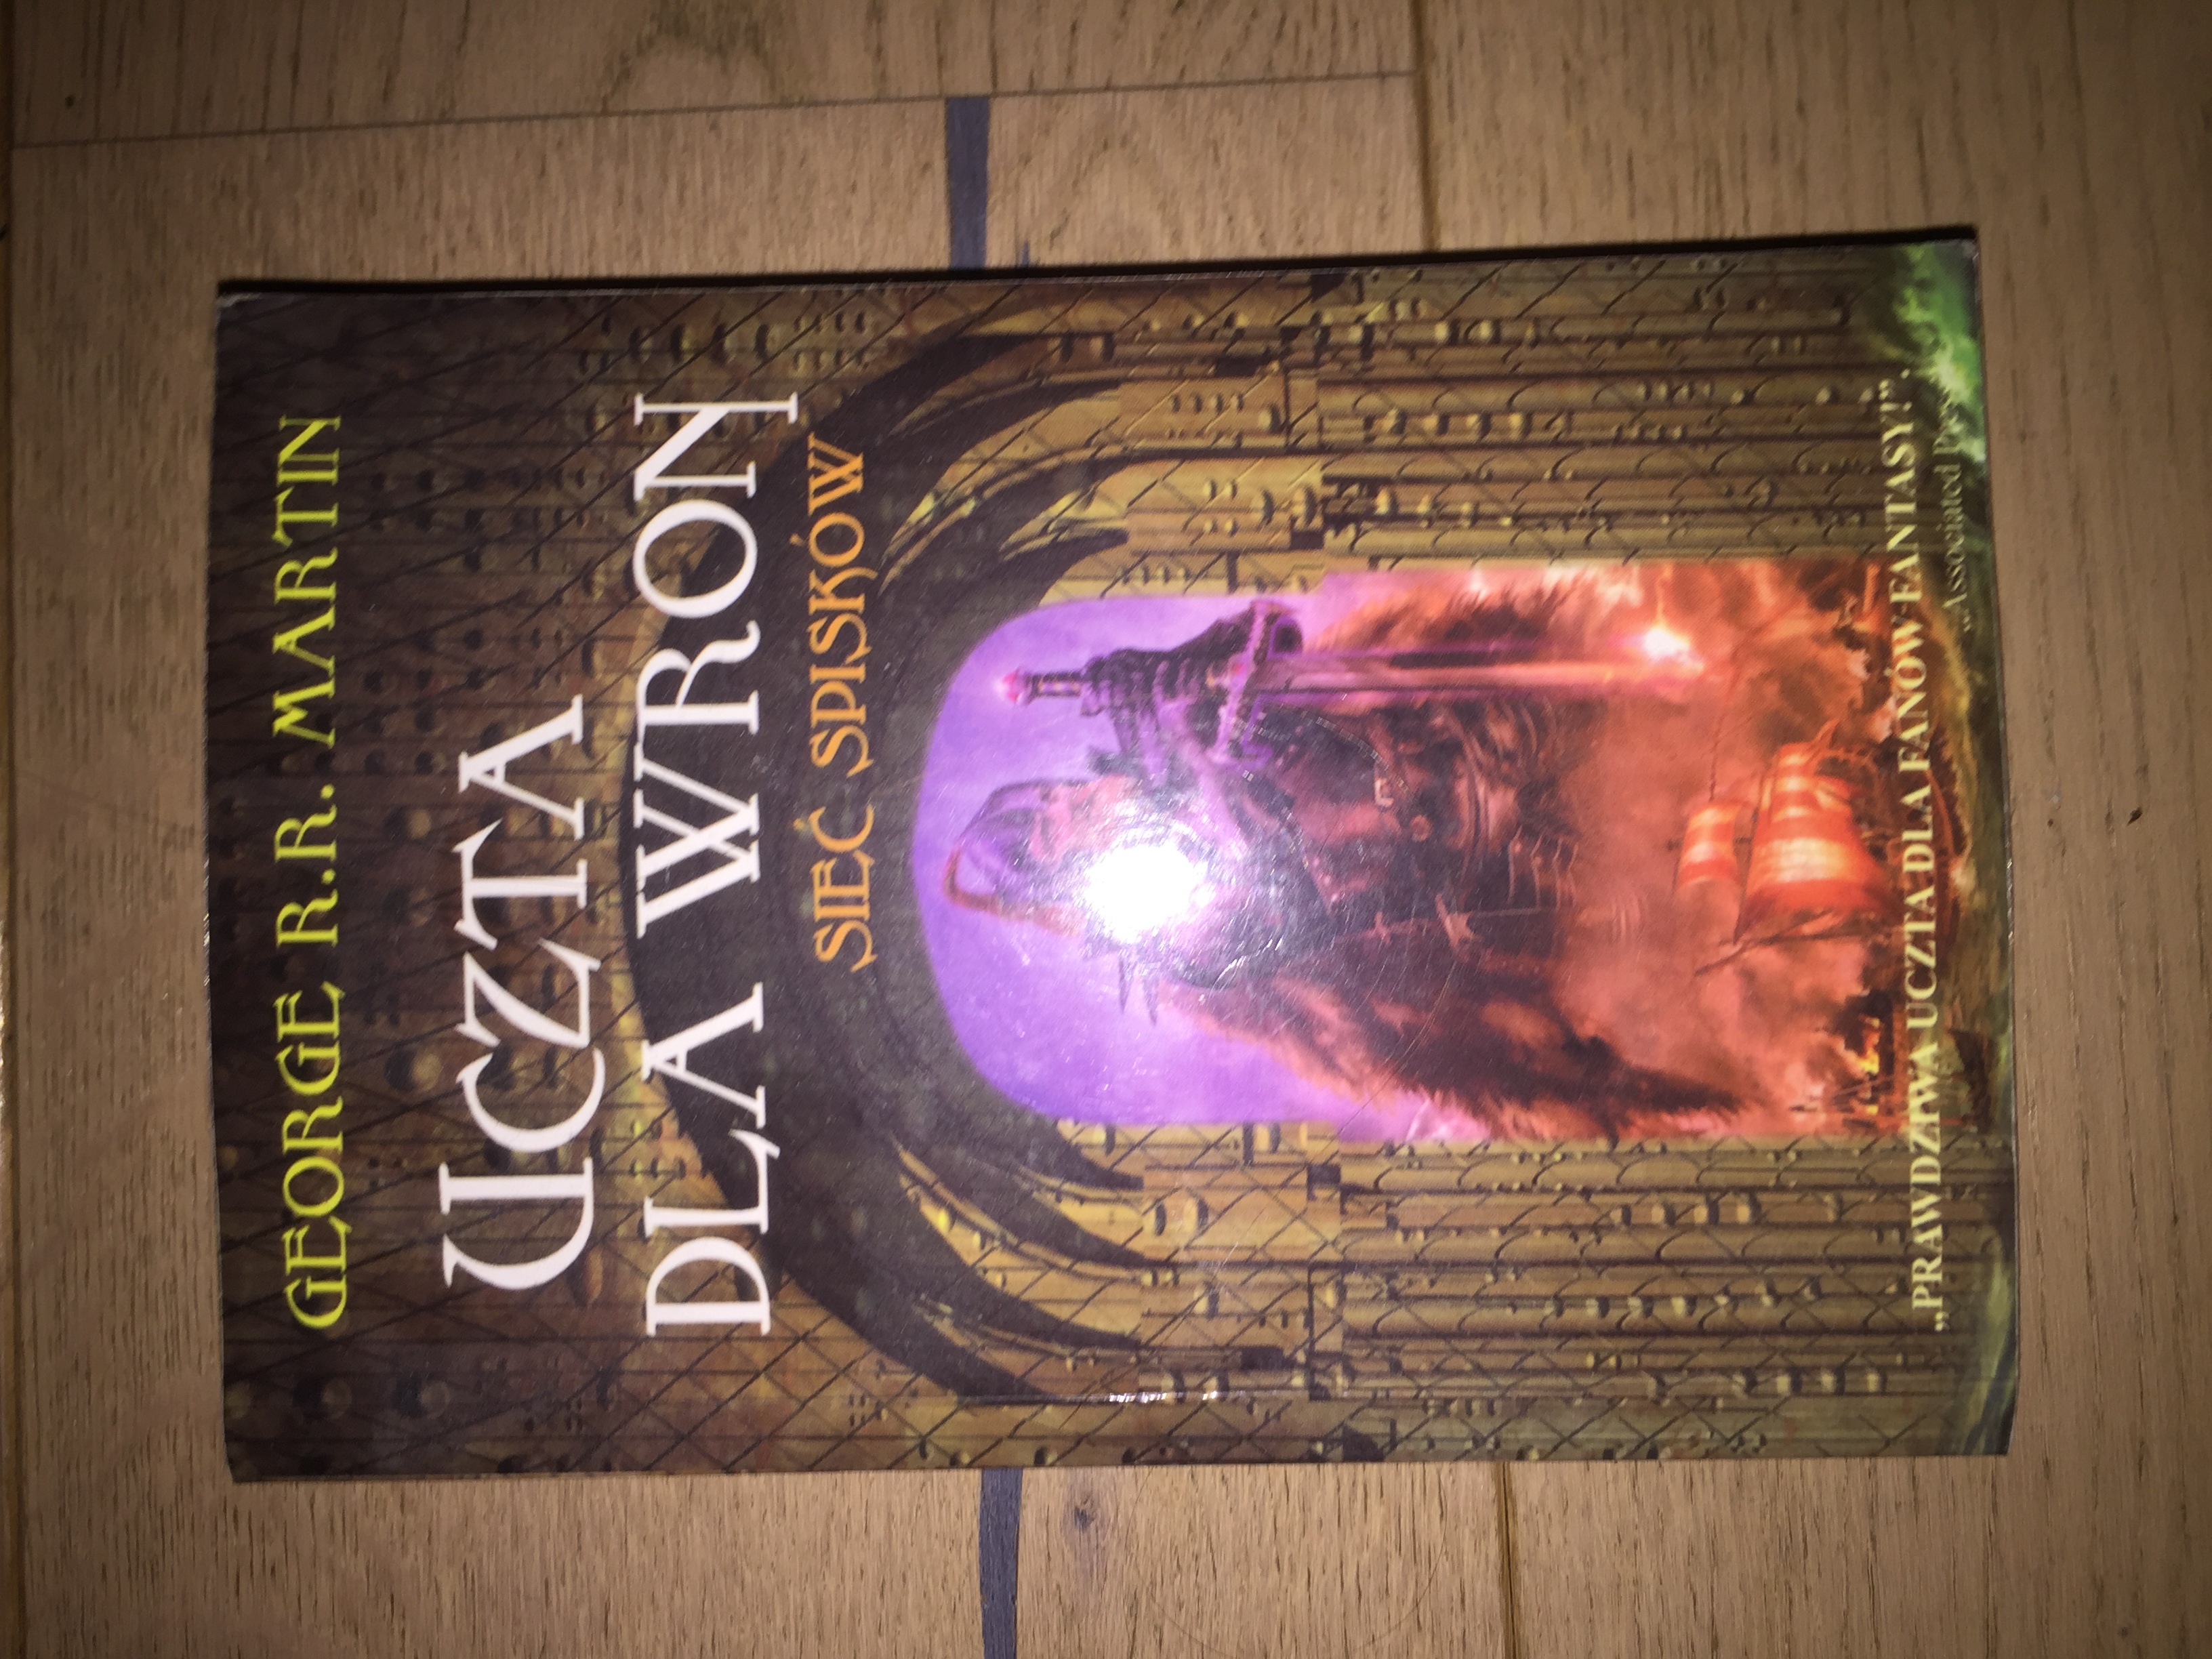 GEORGE R.R. MARTIN
UCZTA
DLA WRON
SIEĆ SPISKÓW
„PRAWDZIWA UCZTA DLA FANÓW FANTASY!”.
„Associated Press”